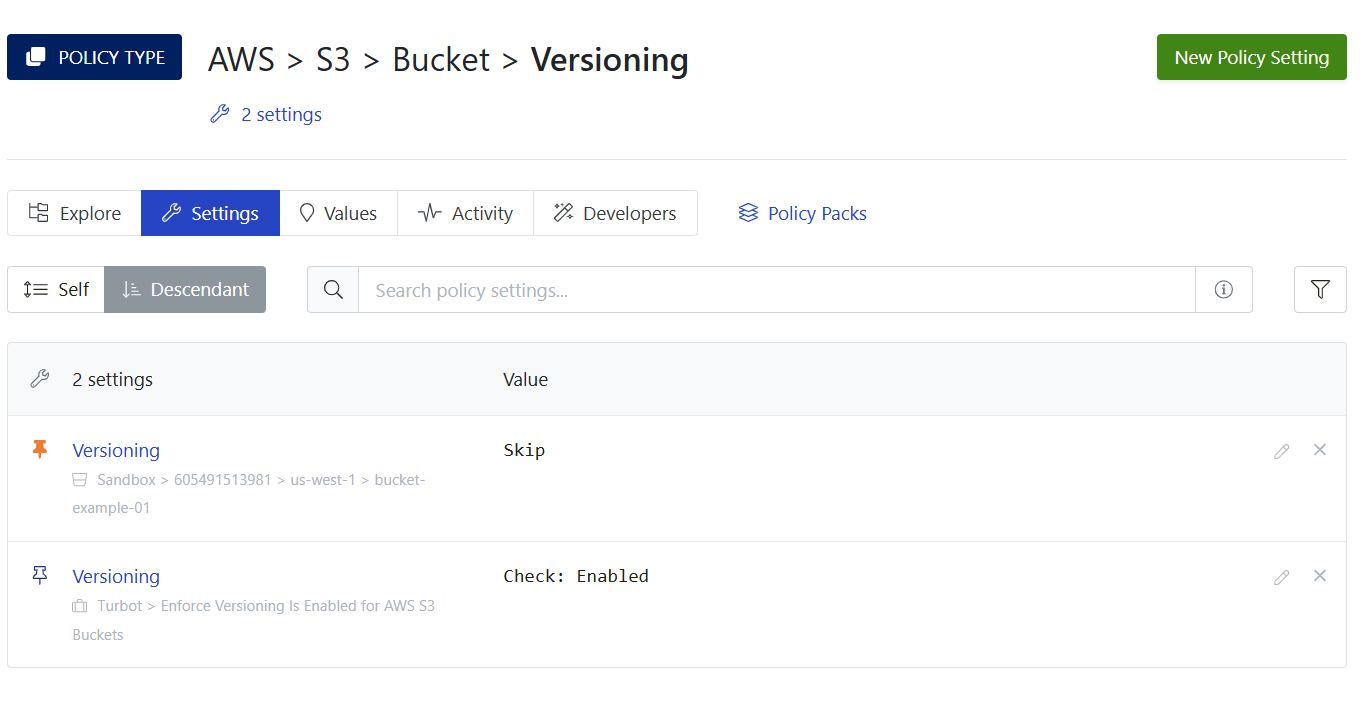 POLICY TYPE
AWS > S3 > Bucket > Versioning
New Policy Setting
2 settings
Explore
Settings
Values
Activity
Developers
Policy Packs
Self
Descendant
Search policy settings...
2 settings
Value
Versioning
Skip
Sandbox > 605491513981 > us-west-1 > bucket-
example-01
Versioning
Check: Enabled
Turbot > Enforce Versioning Is Enabled for AWS S3
Buckets